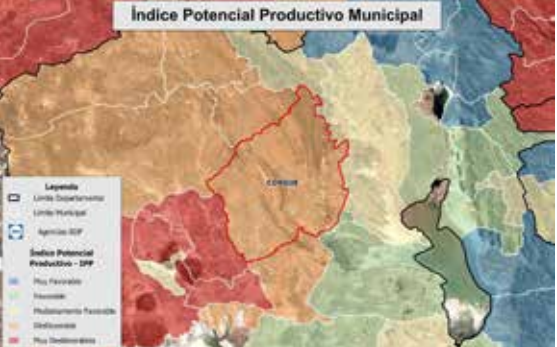 Índice Potencial Productivo Municipal
Leyenda
Límite Departamental
Límite Municipal
Agencias BDP
Índice Potencial
Productivo - IPP
Muy Favorable
Favorable
Medianamente Favorable
Desfavorable
Muy Desfavorable